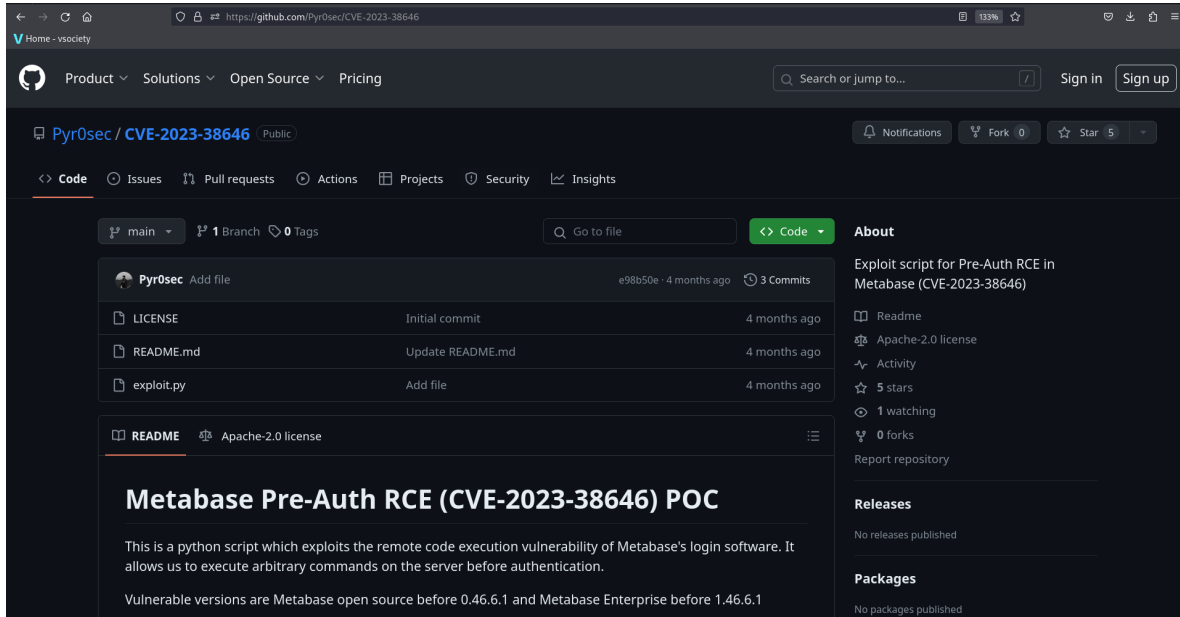 https://github.com/Pyr0sec/CVE-2023-38646
133%
Home - vsociety
Product Solutions Open Source Pricing
Search or jump to... /
Sign in Sign up
Pyr0sec / CVE-2023-38646 Public
Notifications Fork 0 Star 5
Code Issues Pull requests Actions Projects Security Insights
main 1 Branch 0 Tags Go to file Code
Pyr0sec Add file e98b50e · 4 months ago 3 Commits
LICENSE Initial commit 4 months ago
README.md Update README.md 4 months ago
exploit.py Add file 4 months ago
README Apache-2.0 license
Metabase Pre-Auth RCE (CVE-2023-38646) POC
This is a python script which exploits the remote code execution vulnerability of Metabase's login software. It
allows us to execute arbitrary commands on the server before authentication.
Vulnerable versions are Metabase open source before 0.46.6.1 and Metabase Enterprise before 1.46.6.1
About
Exploit script for Pre-Auth RCE in
Metabase (CVE-2023-38646)
Readme
Apache-2.0 license
Activity
5 stars
1 watching
0 forks
Report repository
Releases
No releases published
Packages
No packages published